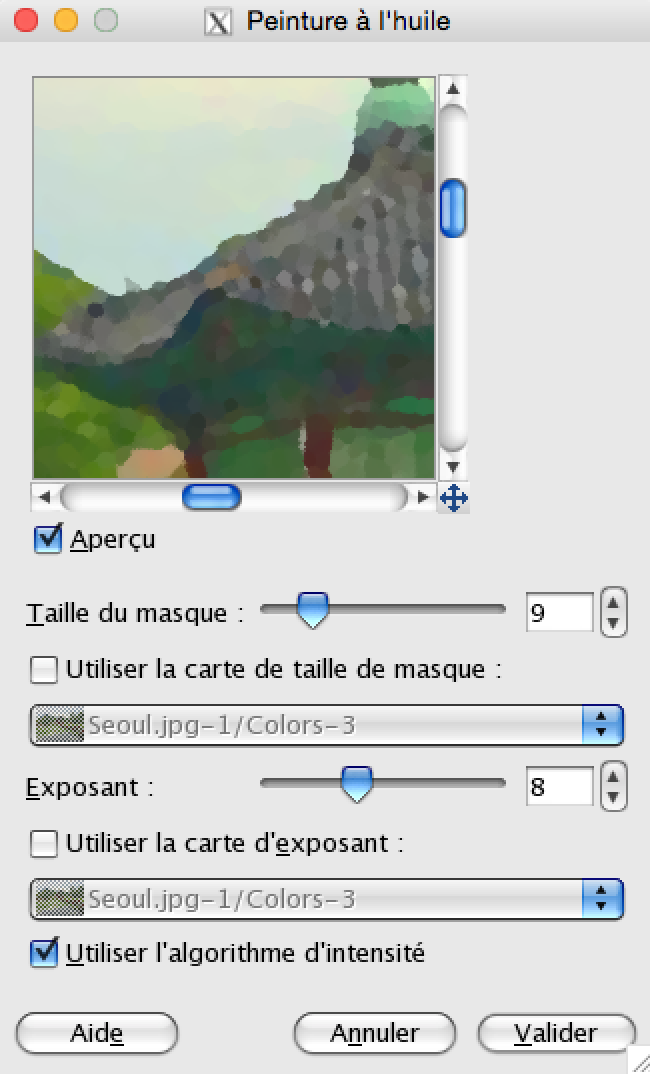 Peinture à l'huile
Aperçu
Taille du masque : 9
Utiliser la carte de taille de masque :
Seoul.jpg-1/Colors-3
Exposant : 8
Utiliser la carte d'exposant :
Seoul.jpg-1/Colors-3
Utiliser l'algorithme d'intensité
Aide Annuler Valider